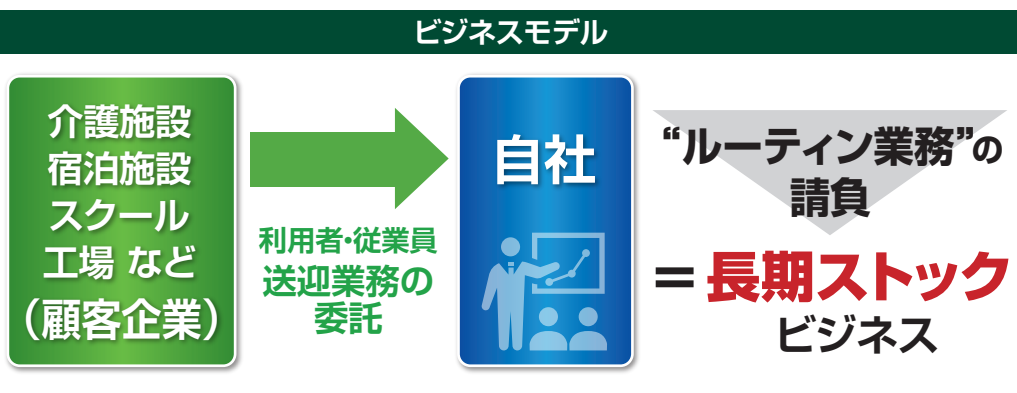 ビジネスモデル
介護施設
宿泊施設
スクール
工場 など
（顧客企業）
利用者・従業員
送迎業務の
委託
自社
“ルーティン業務”の
請負
＝長期ストック
ビジネス